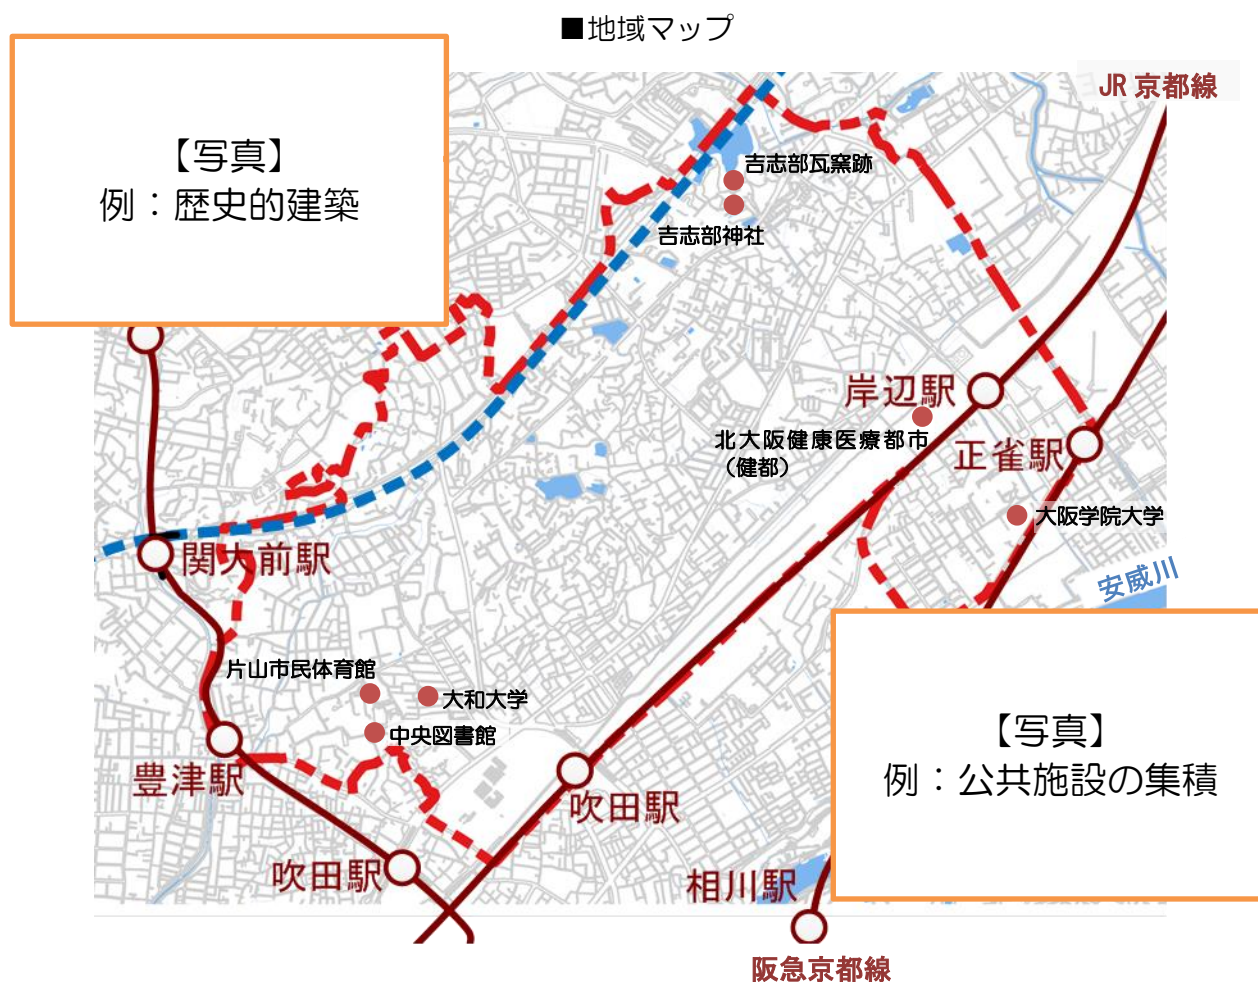 ■地域マップ
JR 京都線
【写真】
例：歴史的建築
吉志部瓦窯跡
吉志部神社
岸辺駅
北大阪健康医療都市
（健都）
正雀駅
大阪学院大学
関大前駅
安威川
片山市民体育館
大和大学
中央図書館
【写真】
例：公共施設の集積
豊津駅
吹田駅
吹田駅
相川駅
阪急京都線